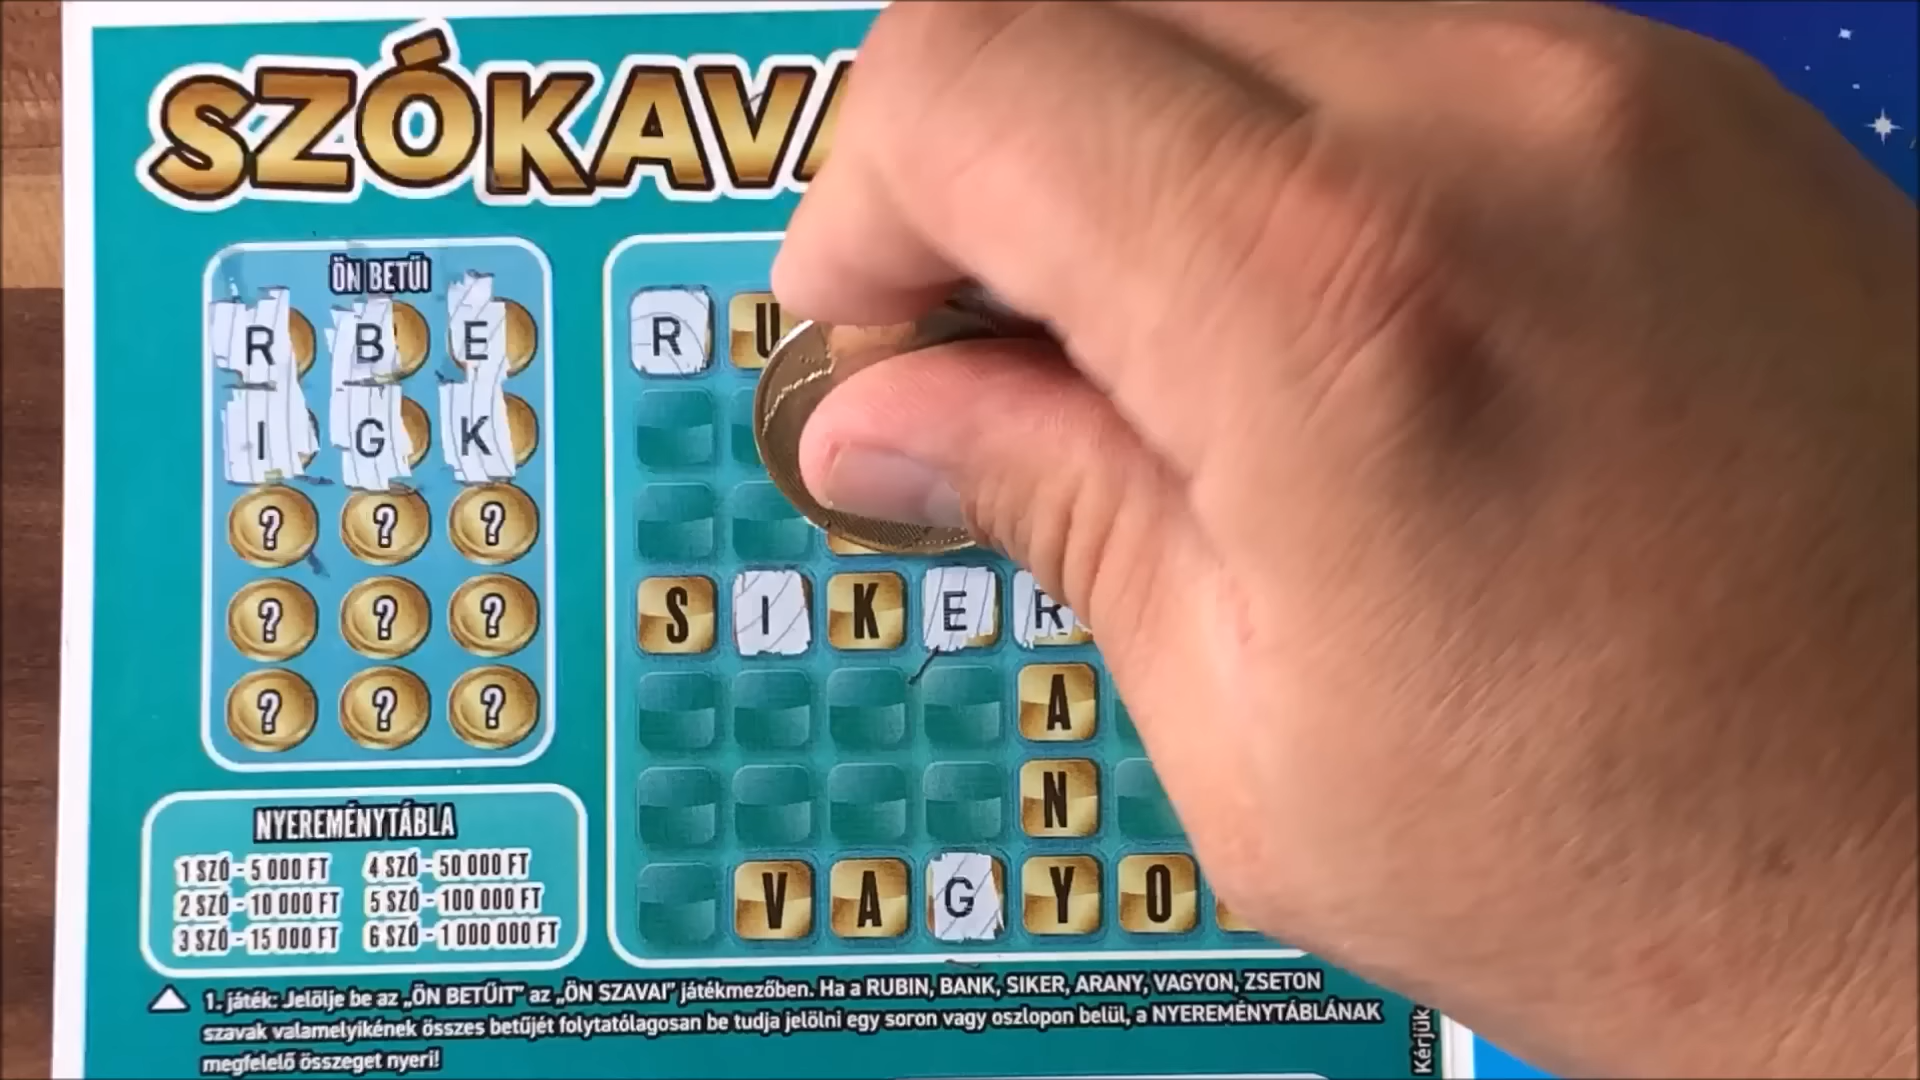 SZÓKAVA
ÖN BETŰI
R B E
I G K
? ? ?
? ? ?
? ? ?
R U
S I K E R
A
N
V A G Y O
NYEREMÉNYTÁBLA
1 SZÓ - 5 000 FT 4 SZÓ - 50 000 FT
2 SZÓ - 10 000 FT 5 SZÓ - 100 000 FT
3 SZÓ - 15 000 FT 6 SZÓ - 1 000 000 FT
1. játék: Jelölje be az „ÖN BETŰIT" az „ÖN SZAVAI" játékmezőben. Ha a RUBIN, BANK, SIKER, ARANY, VAGYON, ZSETON
szavak valamelyikének összes betűjét folytatólagosan be tudja jelölni egy soron vagy oszlopon belül, a NYEREMÉNYTÁBLÁNAK
megfelelő összeget nyeri!
Kérjük